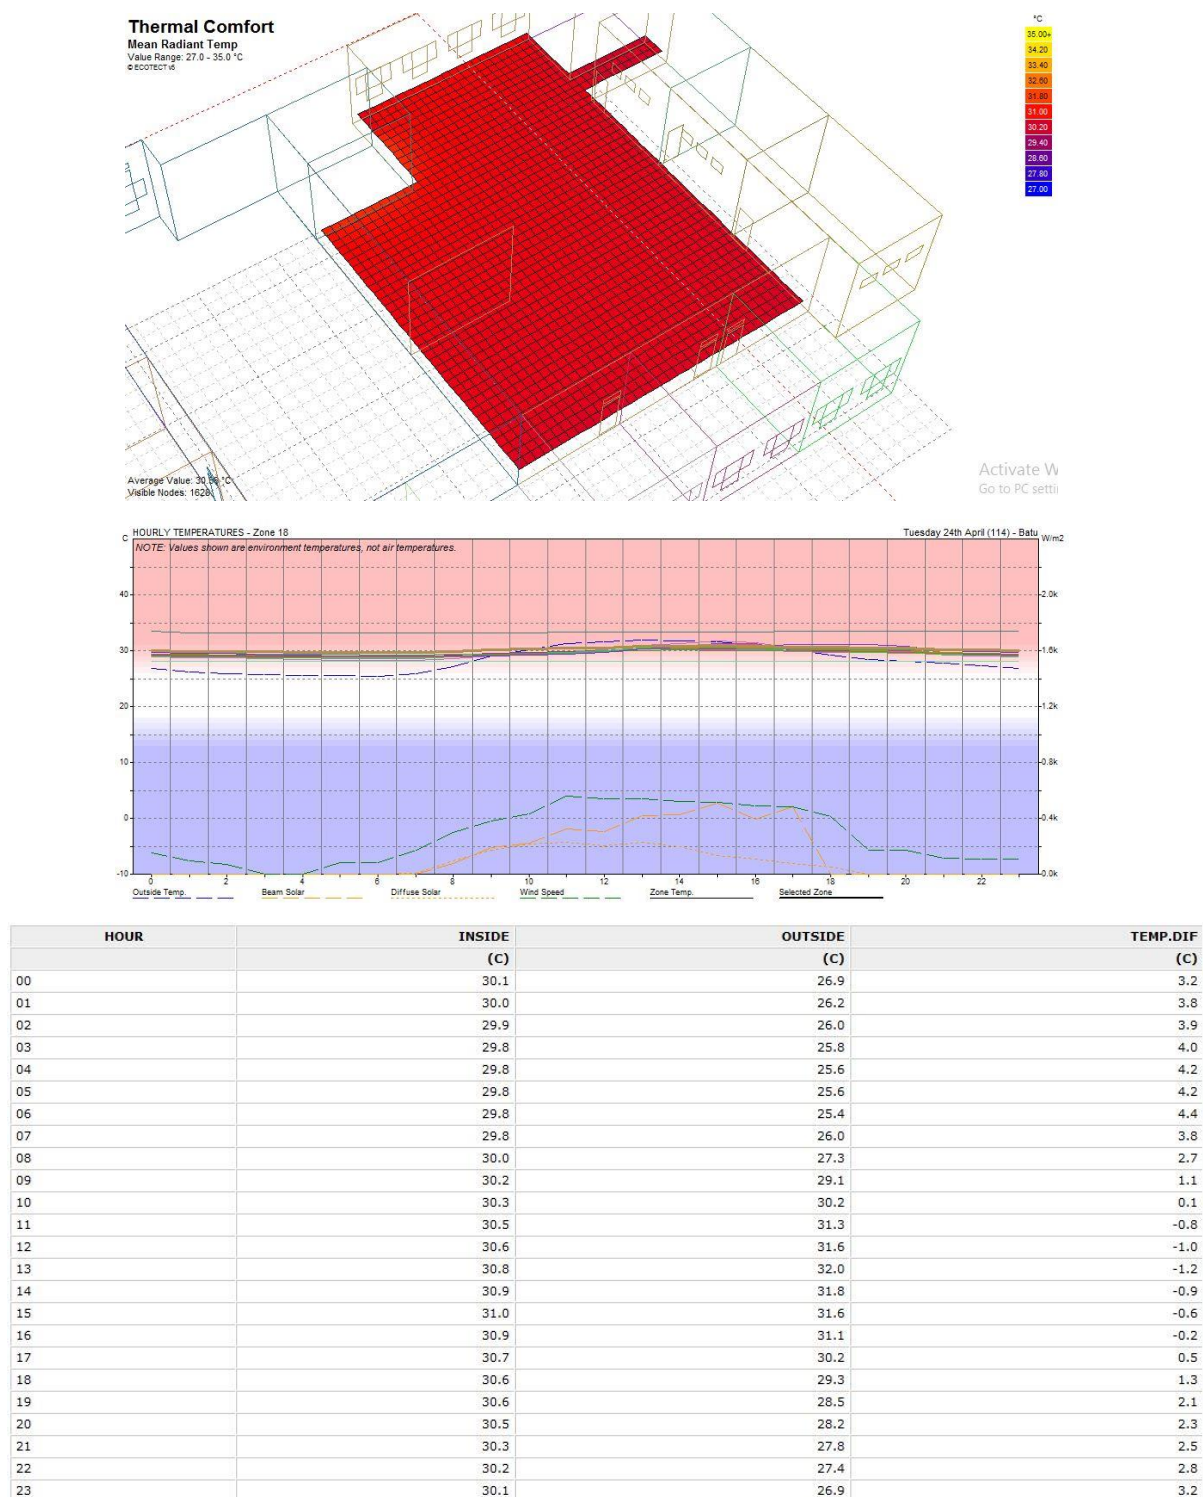 Thermal Comfort
Mean Radiant Temp
Value Range: 27.0 - 35.0 °C
© ECOTECT v5
°C
35.00+
34.20
33.40
32.60
31.80
31.00
30.20
29.40
28.60
27.80
27.00
Activate W
Go to PC setti
Average Value: °C
Visible Nodes: 1628
HOURLY TEMPERATURES - Zone 18
Tuesday 24th April (114) - Batu
C
W/m2
NOTE: Values shown are environment temperatures, not air temperatures.
40
2.0k
30
1.6k
20
1.2k
10
0.8k
0
0.4k
-10
0.0k
0 2 4 6 8 10 12 14 16 18 20 22
Outside Temp. Beam Solar Diffuse Solar Wind Speed Zone Temp. Selected Zone
HOUR INSIDE OUTSIDE TEMP.DIF
(C) (C) (C)
00 30.1 26.9 3.2
01 30.0 26.2 3.8
02 29.9 26.0 3.9
03 29.8 25.8 4.0
04 29.8 25.6 4.2
05 29.8 25.6 4.2
06 29.8 25.4 4.4
07 29.8 26.0 3.8
08 30.0 27.3 2.7
09 30.2 29.1 1.1
10 30.3 30.2 0.1
11 30.5 31.3 -0.8
12 30.6 31.6 -1.0
13 30.8 32.0 -1.2
14 30.9 31.8 -0.9
15 31.0 31.6 -0.6
16 30.9 31.1 -0.2
17 30.7 30.2 0.5
18 30.6 29.3 1.3
19 30.6 28.5 2.1
20 30.5 28.2 2.3
21 30.3 27.8 2.5
22 30.2 27.4 2.8
23 30.1 26.9 3.2